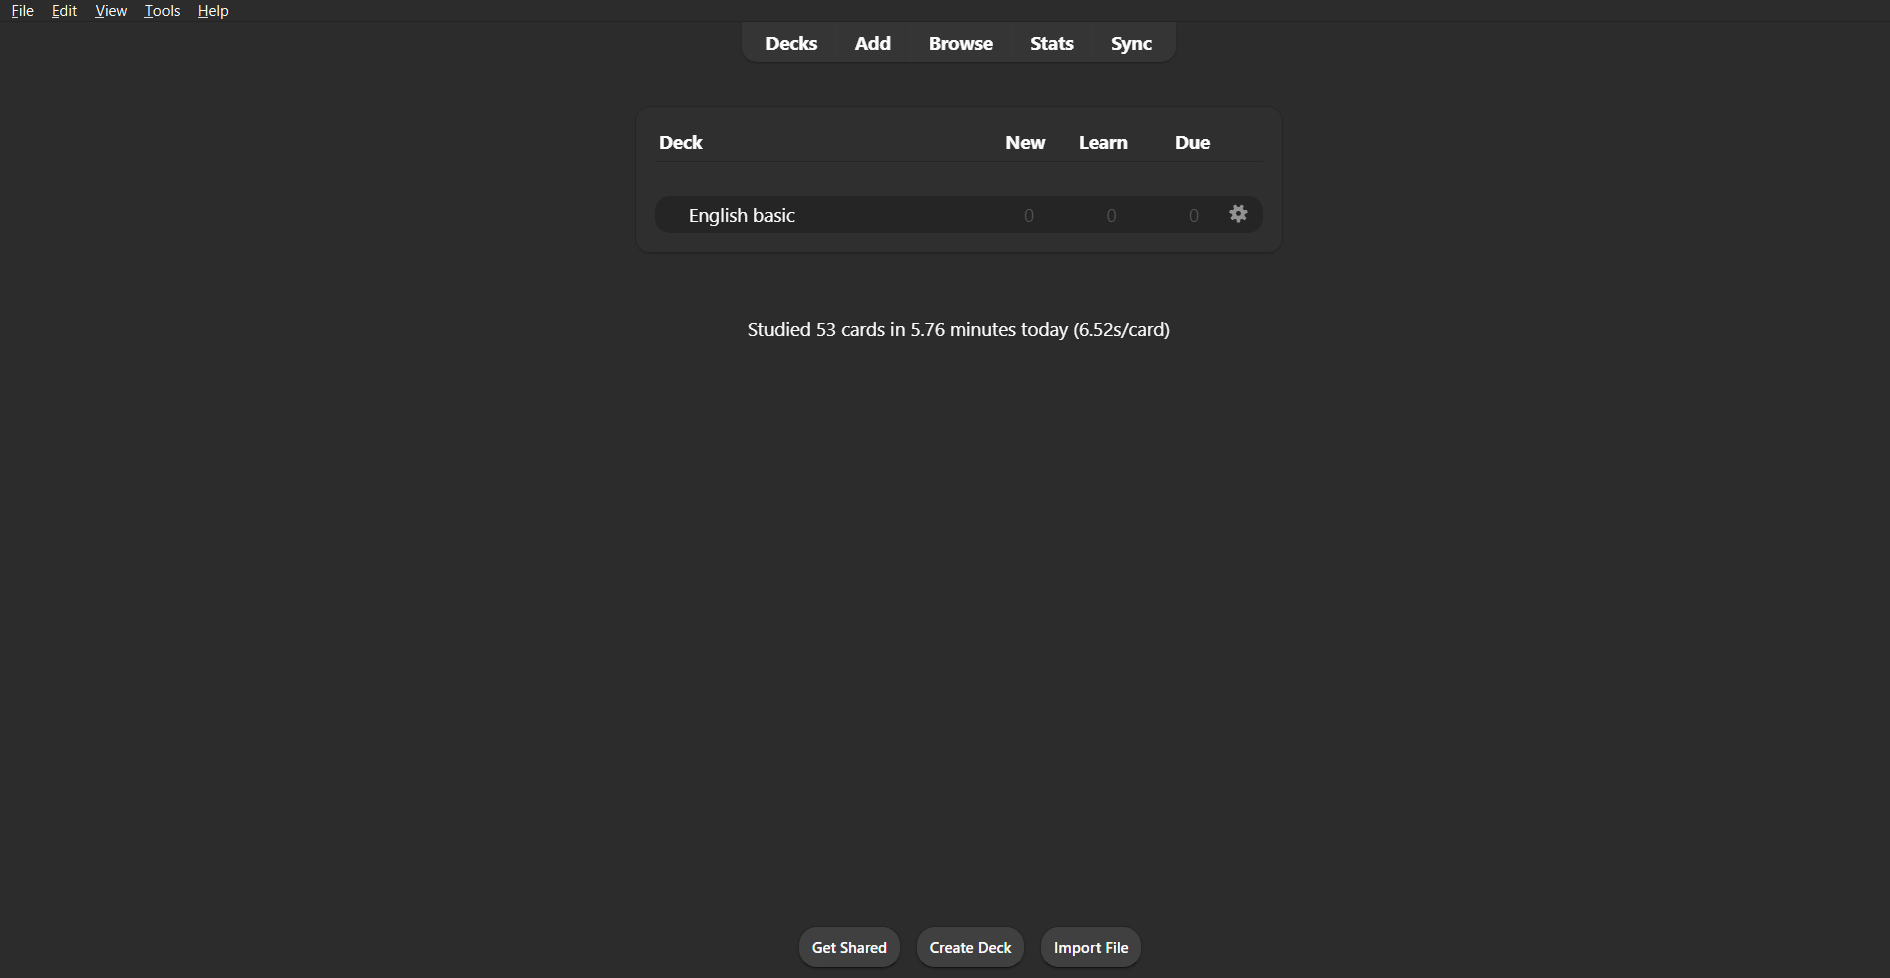 File Edit View Tools Help
Decks Add Browse Stats Sync
Deck New Learn Due
English basic 0 0 0
Studied 53 cards in 5.76 minutes today (6.52s/card)
Get Shared Create Deck Import File